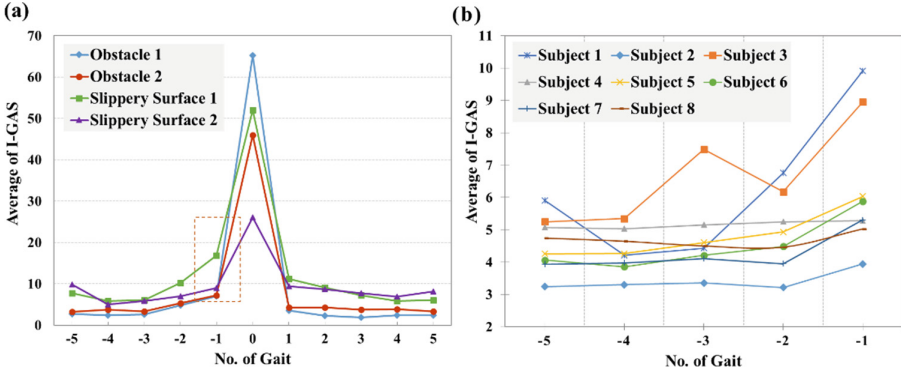 (a)
70
60
50
40
30
20
10
0
Average of I-GAS
Obstacle 1
Obstacle 2
Slippery Surface 1
Slippery Surface 2
-5 -4 -3 -2 -1 0 1 2 3 4 5
No. of Gait
(b)
11
10
9
8
7
6
5
4
3
2
Average of I-GAS
Subject 1 Subject 2 Subject 3
Subject 4 Subject 5 Subject 6
Subject 7 Subject 8
-5 -4 -3 -2 -1
No. of Gait